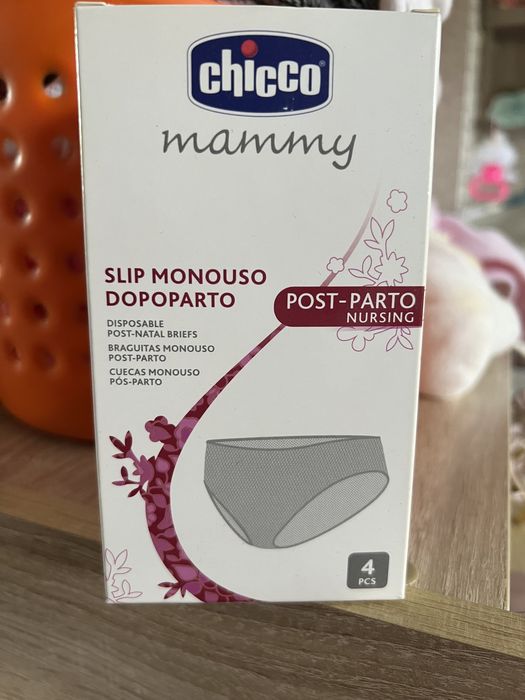 chicco
mammy
SLIP MONOUSO
DOPOPARTO
POST-PARTO
NURSING
DISPOSABLE
POST-NATAL BRIEFS
BRAGUITAS MONOUSO
POST-PARTO
CUECAS MONOUSO
PÓS-PARTO
4
PCS